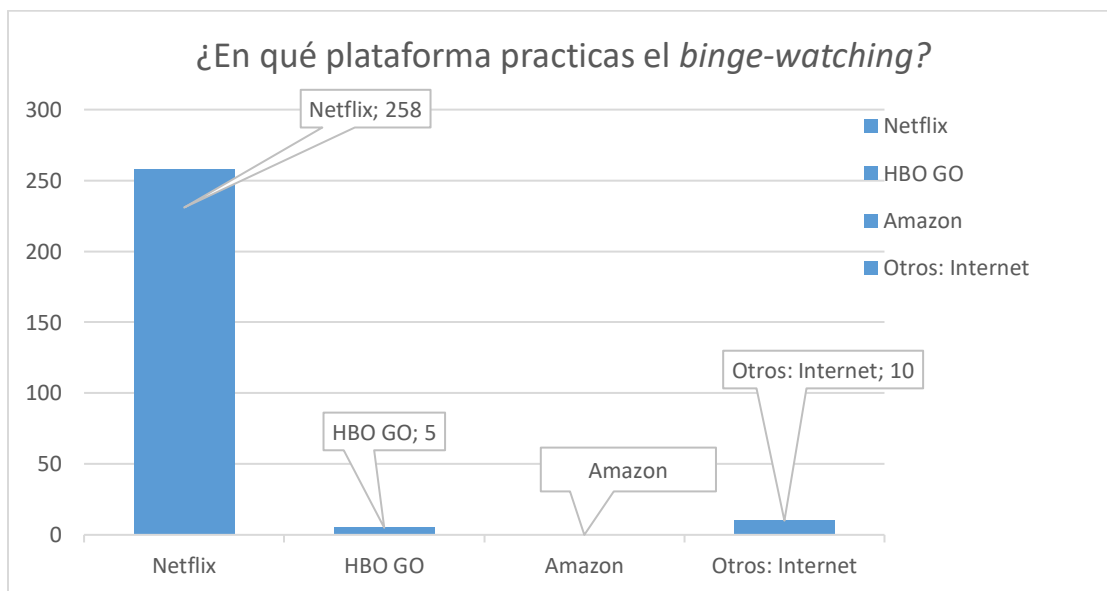 ¿En qué plataforma practicas el binge-watching?
300
250
200
150
100
50
0
Netflix; 258
HBO GO; 5
Amazon
Otros: Internet; 10
Netflix
HBO GO
Amazon
Otros: Internet
Netflix
HBO GO
Amazon
Otros: Internet